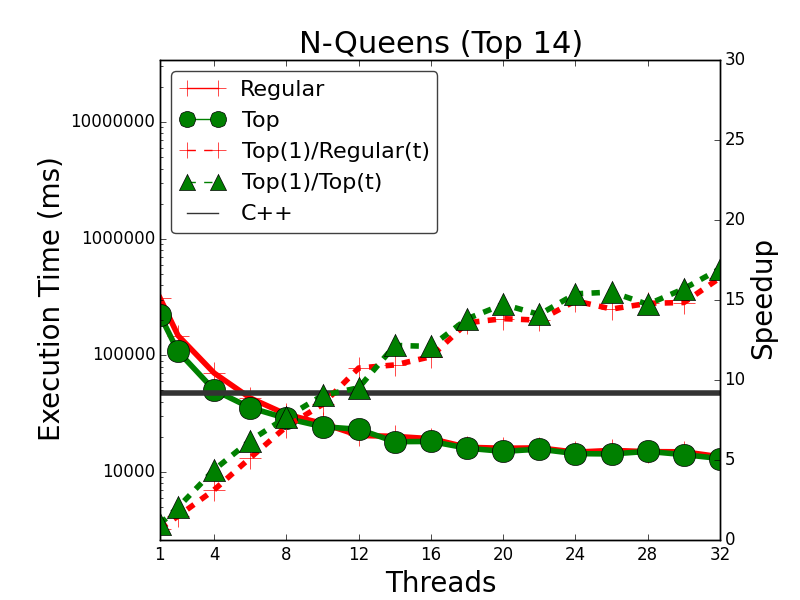 N-Queens (Top 14)
Regular
Top
Top(1)/Regular(t)
Top(1)/Top(t)
C++
Execution Time (ms)
10000000
1000000
100000
10000
30
25
20
15
10
5
0
Speedup
1 4 8 12 16 20 24 28 32
Threads